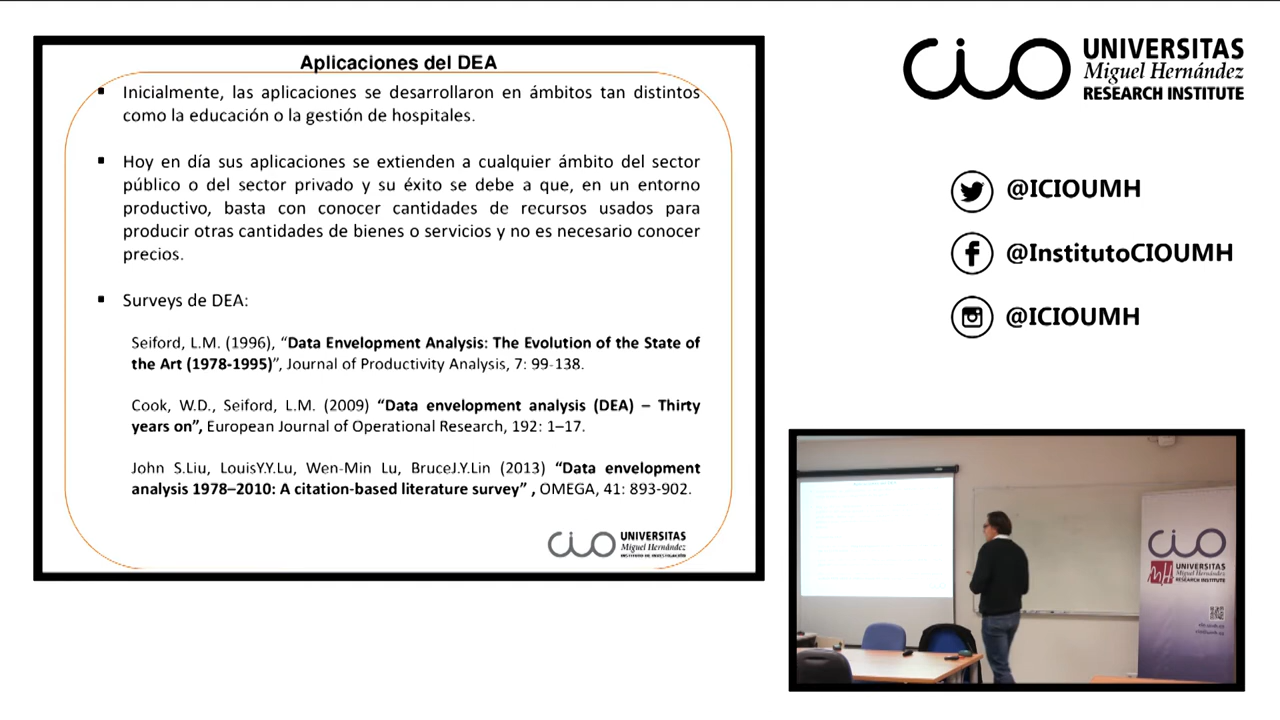 Aplicaciones del DEA
▪ Inicialmente, las aplicaciones se desarrollaron en ámbitos tan distintos
como la educación o la gestión de hospitales.
▪ Hoy en día sus aplicaciones se extienden a cualquier ámbito del sector
público o del sector privado y su éxito se debe a que, en un entorno
productivo, basta con conocer cantidades de recursos usados para
producir otras cantidades de bienes o servicios y no es necesario conocer
precios.
▪ Surveys de DEA:
Seiford, L.M. (1996), “Data Envelopment Analysis: The Evolution of the State of
the Art (1978-1995)”, Journal of Productivity Analysis, 7: 99-138.
Cook, W.D., Seiford, L.M. (2009) “Data envelopment analysis (DEA) – Thirty
years on”, European Journal of Operational Research, 192: 1–17.
John S.Liu, LouisY.Y.Lu, Wen-Min Lu, BruceJ.Y.Lin (2013) “Data envelopment
analysis 1978–2010: A citation-based literature survey” , OMEGA, 41: 893-902.
cio UNIVERSITAS
Miguel Hernández
INSTITUTO DE INVESTIGACIÓN
cio UNIVERSITAS
Miguel Hernández
RESEARCH INSTITUTE
@ICIOUMH
@InstitutoCIOUMH
@ICIOUMH
cio
UNIVERSITAS
Miguel Hernández
RESEARCH INSTITUTE